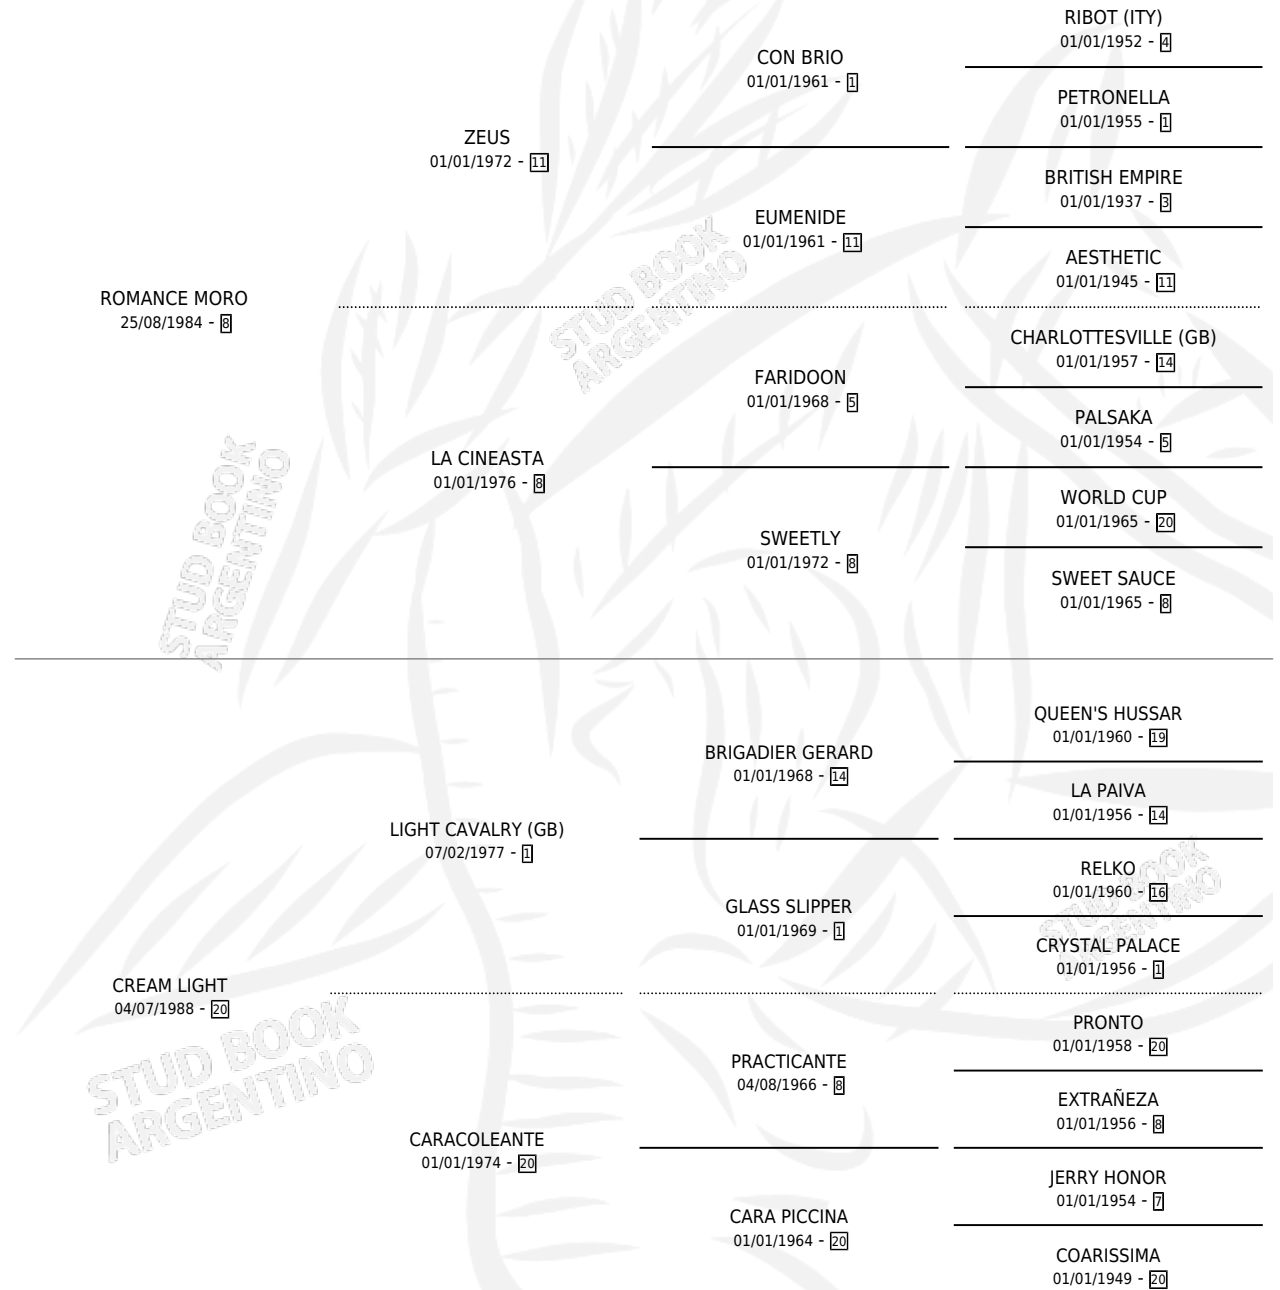 RIBOT (ITY)
01/01/1952 - 4
CON BRIO
01/01/1961 - 1
PETRONELLA
01/01/1955 - 1
ZEUS
01/01/1972 - 11
BRITISH EMPIRE
01/01/1937 - 3
EUMENIDE
01/01/1961 - 11
AESTHETIC
01/01/1945 - 11
ROMANCE MORO
25/08/1984 - 8
STUD BOOK
ARGENTINO
CHARLOTTESVILLE (GB)
01/01/1957 - 14
FARIDOON
01/01/1968 - 5
PALSAKA
01/01/1954 - 5
LA CINEASTA
01/01/1976 - 8
WORLD CUP
01/01/1965 - 20
SWEETLY
01/01/1972 - 8
SWEET SAUCE
01/01/1965 - 8
STUD BOOK
ARGENTINO
QUEEN'S HUSSAR
01/01/1960 - 19
BRIGADIER GERARD
01/01/1968 - 14
LA PAIVA
01/01/1956 - 14
LIGHT CAVALRY (GB)
07/02/1977 - 1
RELKO
01/01/1960 - 16
GLASS SLIPPER
01/01/1969 - 1
STUD BOOK
ARGENTINO
CRYSTAL PALACE
01/01/1956 - 1
CREAM LIGHT
04/07/1988 - 20
PRONTO
01/01/1958 - 20
STUD BOOK
ARGENTINO
PRACTICANTE
04/08/1966 - 8
EXTRAÑEZA
01/01/1956 - 8
CARACOLEANTE
01/01/1974 - 20
JERRY HONOR
01/01/1954 - 7
CARA PICCINA
01/01/1964 - 20
COARISSIMA
01/01/1949 - 20